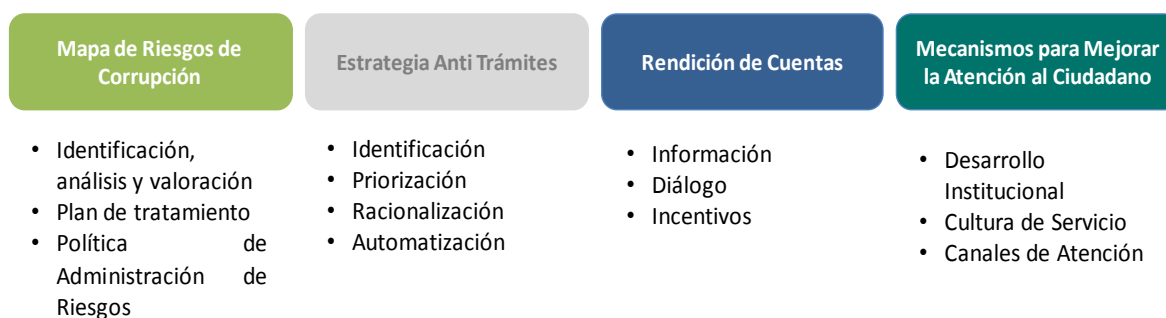 Mapa de Riesgos de
Corrupción
• Identificación,
análisis y valoración
• Plan de tratamiento
• Política de
Administración de
Riesgos
Estrategia Anti Trámites
• Identificación
• Priorización
• Racionalización
• Automatización
Rendición de Cuentas
• Información
• Diálogo
• Incentivos
Mecanismos para Mejorar
la Atención al Ciudadano
• Desarrollo
Institucional
• Cultura de Servicio
• Canales de Atención